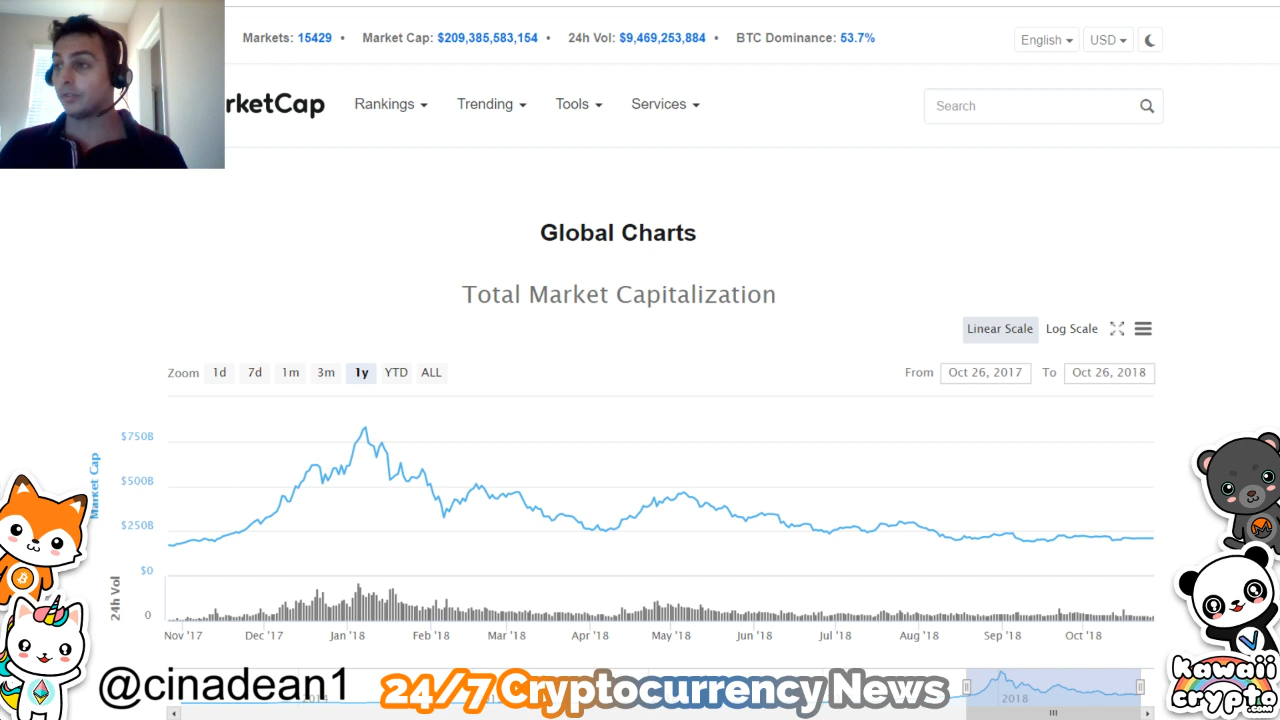 Markets: 15429 • Market Cap: $209,385,583,154 • 24h Vol: $9,469,253,884 • BTC Dominance: 53.7%
English USD
rketCap Rankings Trending Tools Services Search
Global Charts
Total Market Capitalization
Linear Scale Log Scale
Zoom 1d 7d 1m 3m 1y YTD ALL From Oct 26, 2017 To Oct 26, 2018
$750B
$500B
$250B
$0
0
Market Cap
24h Vol
Nov '17 Dec '17 Jan '18 Feb '18 Mar '18 Apr '18 May '18 Jun '18 Jul '18 Aug '18 Sep '18 Oct '18
2014 2018
@cinadean1 24/7 Cryptocurrency News
kawaii
crypto
.com